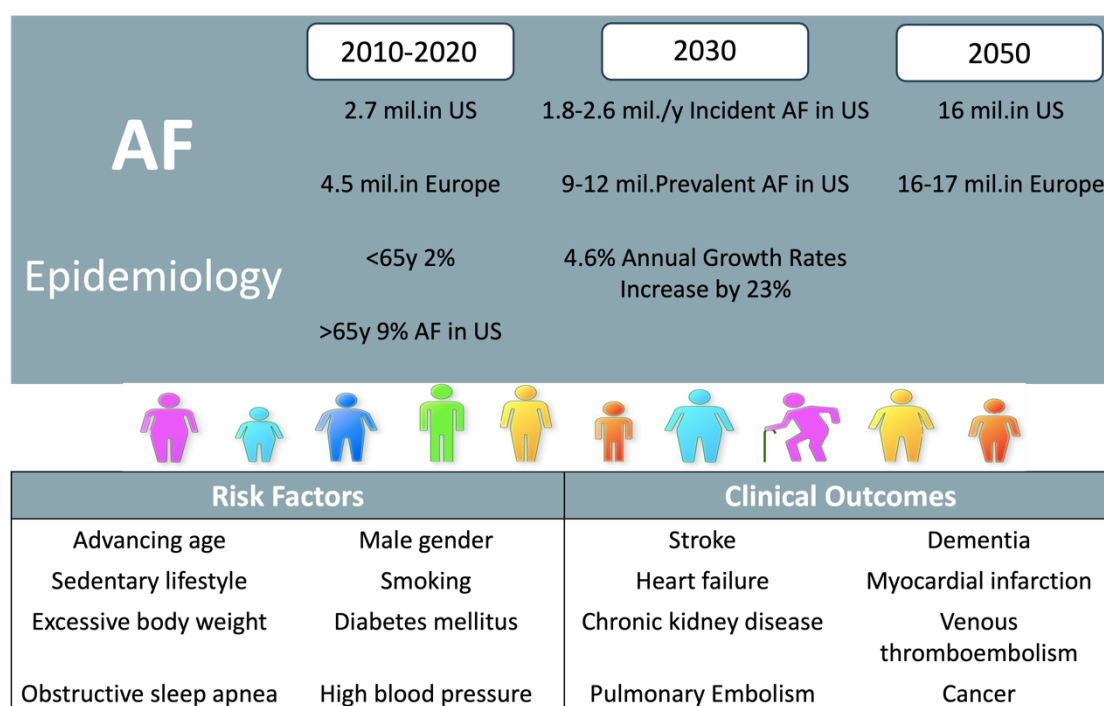 AF
Epidemiology
2010-2020
2.7 mil.in US
4.5 mil.in Europe
<65y 2%
>65y 9% AF in US
2030
1.8-2.6 mil./y Incident AF in US
9-12 mil.Prevalent AF in US
4.6% Annual Growth Rates
Increase by 23%
2050
16 mil.in US
16-17 mil.in Europe
Risk Factors
Advancing age
Male gender
Sedentary lifestyle
Smoking
Excessive body weight
Diabetes mellitus
Obstructive sleep apnea
High blood pressure
Clinical Outcomes
Stroke
Dementia
Heart failure
Myocardial infarction
Chronic kidney disease
Venous
thromboembolism
Pulmonary Embolism
Cancer